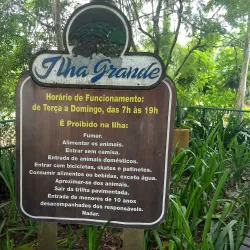 Ilha Grande
Horário de Funcionamento:
de Terça a Domingo, das 7h às 19h
É Proibido na Ilha:
Fumar.
Alimentar os animais.
Entrar sem camisa.
Entrada de animais domésticos.
Entrar com bicicletas, skates e patinetes.
Consumir alimentos ou bebidas, exceto água.
Aproximar-se dos animais.
Sair da trilha pavimentada.
Entrada de menores de 10 anos
desacompanhados dos responsáveis.
Nadar.